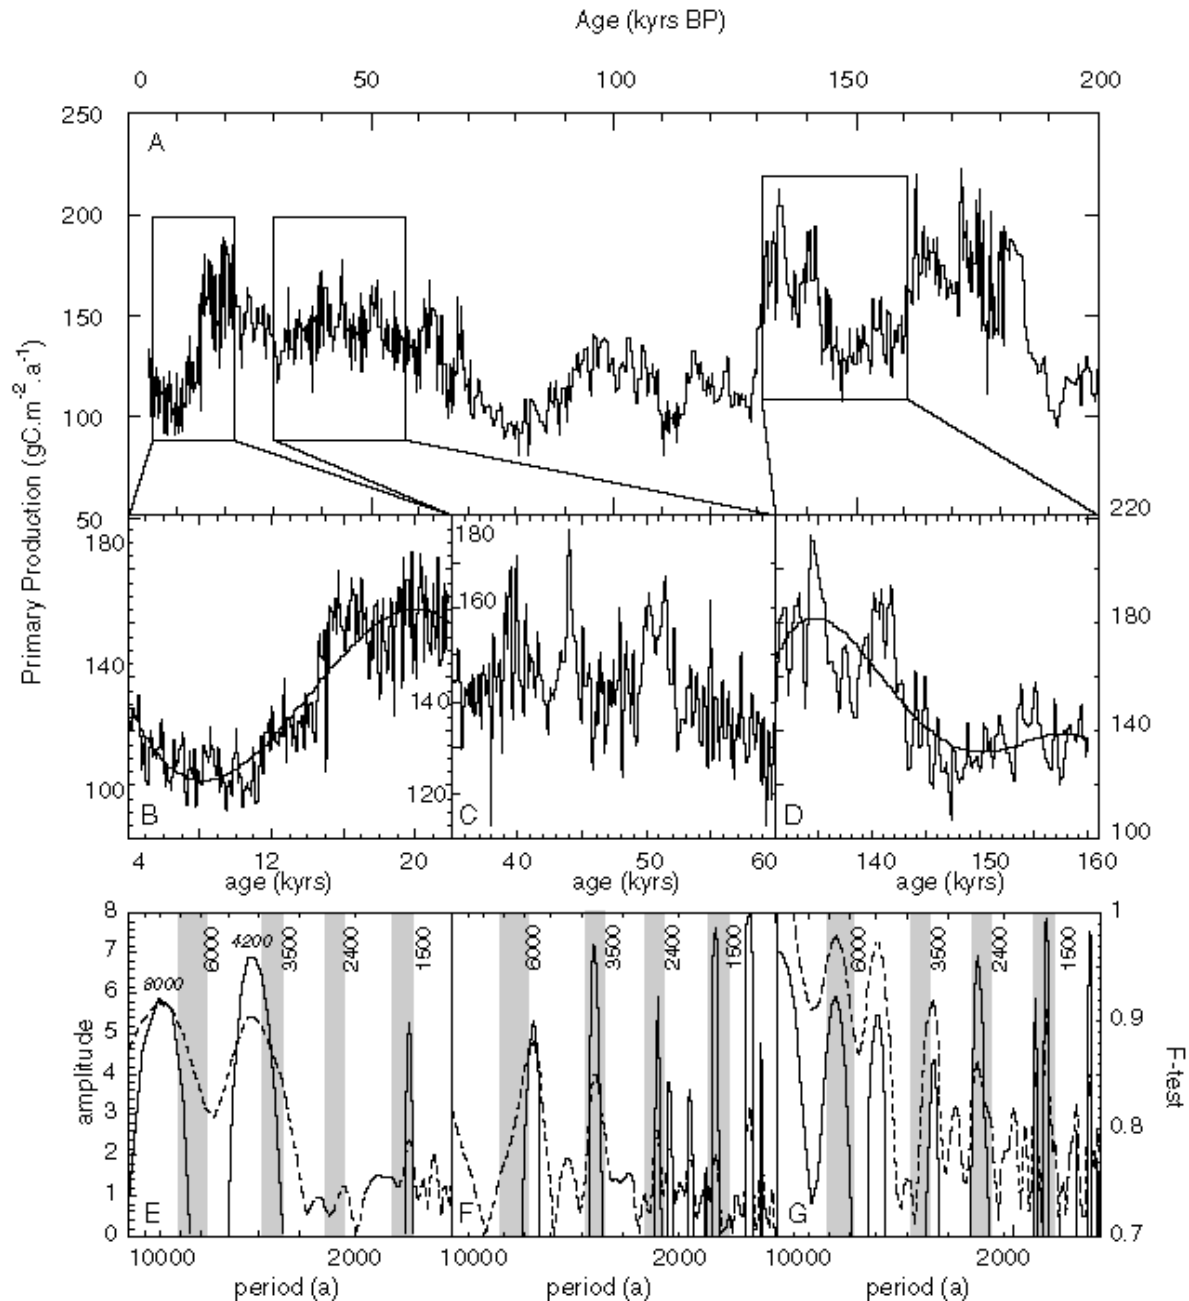 Age (kyrs BP)
0 50 100 150 200
250
A
200
150
100
50
Primary Production (gC.m⁻².a⁻¹)
180
140
100
B
180
160
140
120
C
220
180
140
100
D
4 12 20 40 50 60 140 150 160
age (kyrs) age (kyrs) age (kyrs)
8
7
6
5
4
3
2
1
0
amplitude
8000
6000
4200
3500
2400
1500
E
6000
3500
2400
1500
F
6000
3500
2400
1500
G
1
0.9
0.8
0.7
F-test
10000 2000 10000 2000 10000 2000
period (a) period (a) period (a)